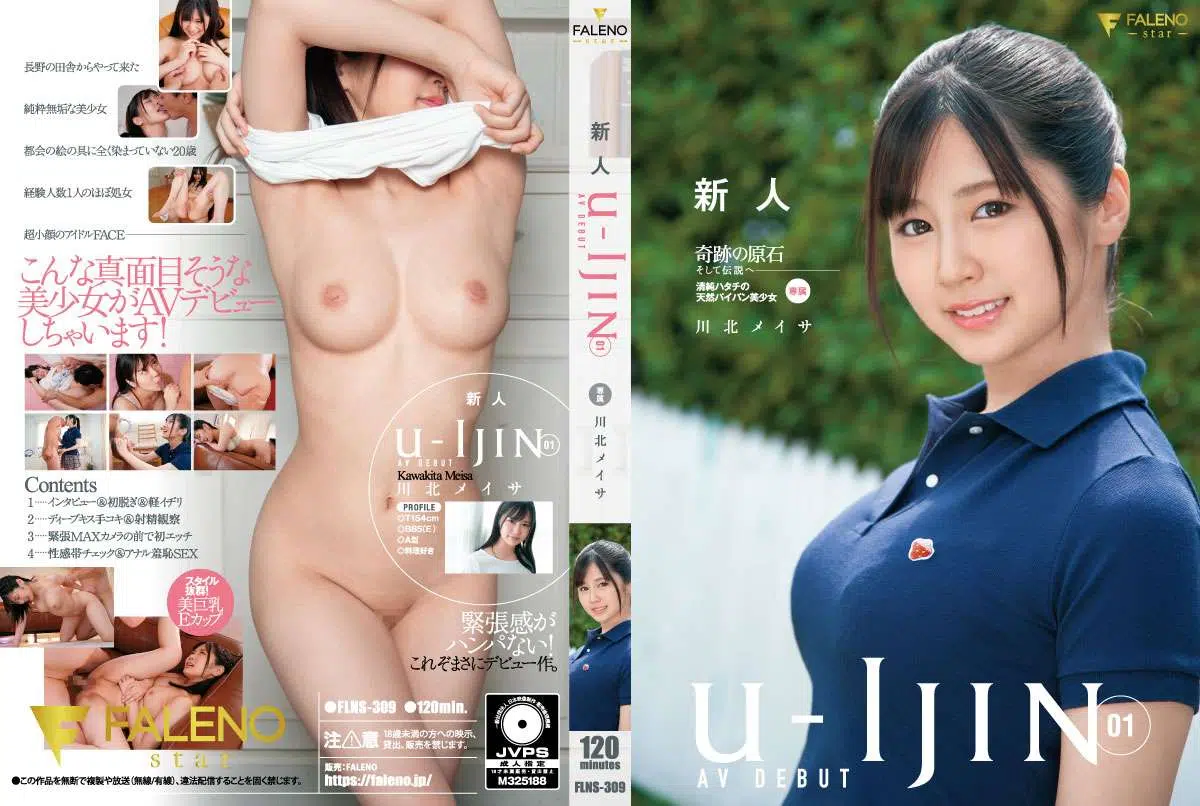 長野の田舎からやって来た
純粋無垢な美少女
都会の絵の具に全く染まっていない20歳
経験人数1人のほぼ処女
超小顔のアイドルFACE
こんな真面目そうな
美少女がAVデビュー
しちゃいます!
Contents
1……インタビュー&初脱ぎ&軽イヂリ
2……ディープキス手コキ&射精観察
3……緊張MAXカメラの前で初エッチ
4……性感帯チェック&アナル羞恥SEX
スタイル
抜群!
美巨乳
Eカップ
FALENO
star
●この作品を無断で複製や放送(無線/有線)、違法配信することを固く禁じます。
新人
u-IJIN 01
AV DEBUT
Kawakita Meisa
川北メイサ
PROFILE
○T154cm
○B85(E)
○A型
○料理好き
緊張感が
ハンパない!
これぞまさにデビュー作。
●FLNS-309 ●120min.
注意
18歳未満の方への映示、
貸出、販売を禁じます。
販売:FALENO
https://faleno.jp/
JVPS
成人指定
M325188
FALENO
star
新人
u-IJIN 01
AV DEBUT
専属
川北メイサ
120
minutes
FLNS-309
FALENO
star
新人
奇跡の原石
そして伝説へ
清純ハタチの
天然パイパン美少女
専属
川北メイサ
u-IJIN 01
AV DEBUT